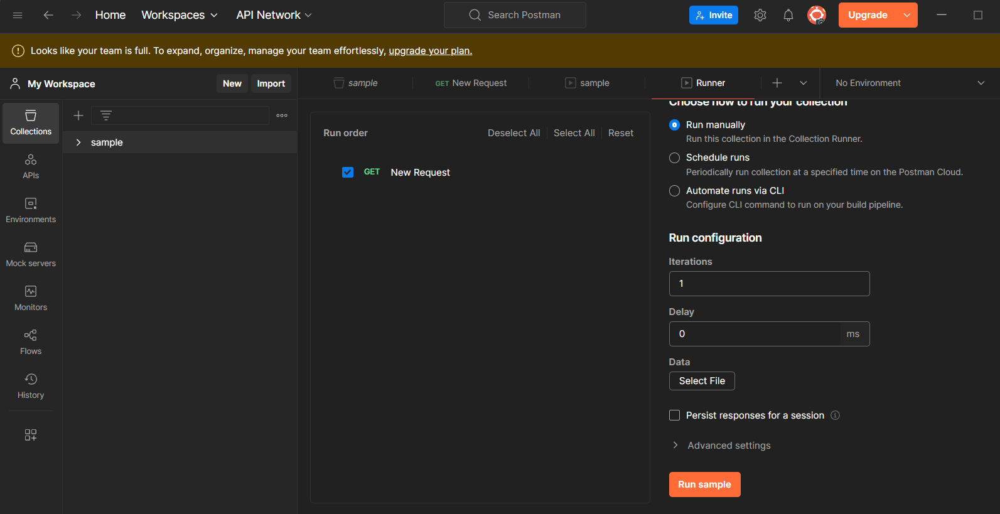 Home Workspaces API Network Search Postman Invite Upgrade
Looks like your team is full. To expand, organize, manage your team effortlessly, upgrade your plan.
My Workspace New Import sample GET New Request sample Runner No Environment
Collections
APIs
Environments
Mock servers
Monitors
Flows
History
sample
Run order Deselect All Select All Reset
GET New Request
Choose how to run your collection
Run manually
Run this collection in the Collection Runner.
Schedule runs
Periodically run collection at a specified time on the Postman Cloud.
Automate runs via CLI
Configure CLI command to run on your build pipeline.
Run configuration
Iterations
1
Delay
0 ms
Data
Select File
Persist responses for a session
Advanced settings
Run sample